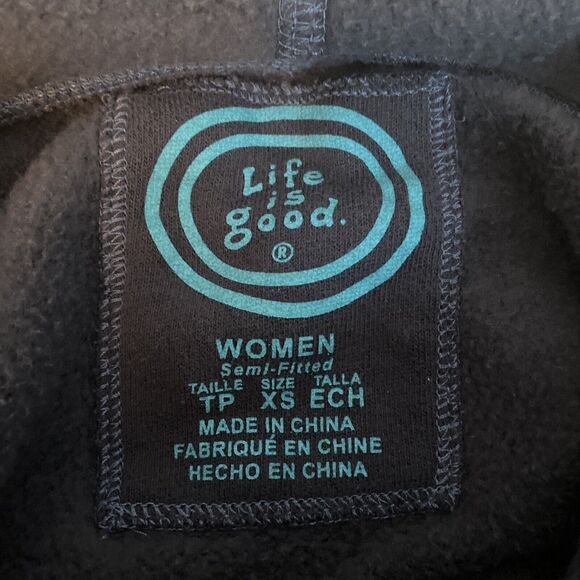 Life
is
good.
®
WOMEN
Semi-Fitted
TAILLE SIZE TALLA
TP XS ECH
MADE IN CHINA
FABRIQUÉ EN CHINE
HECHO EN CHINA